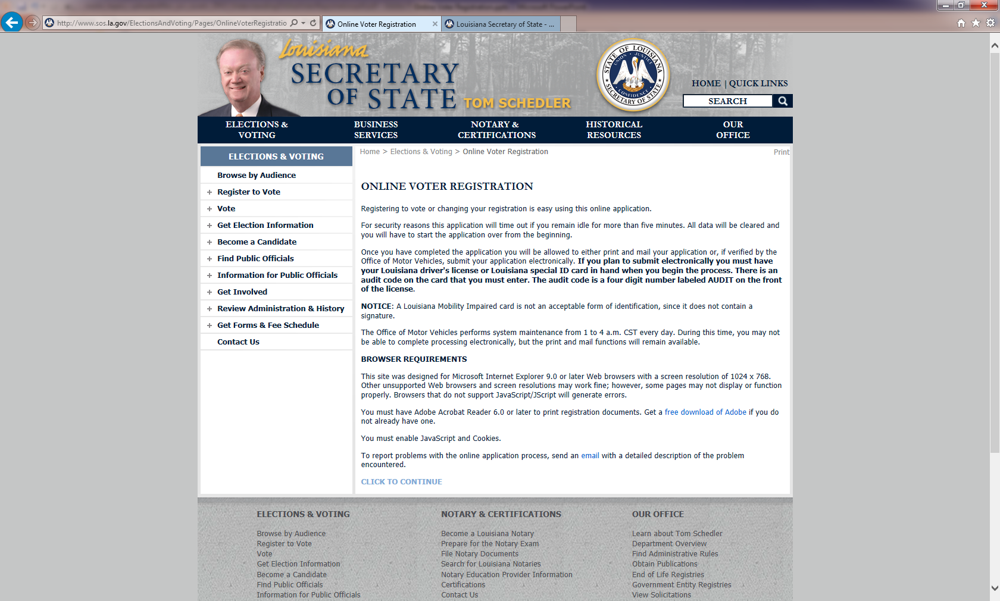 http://www.sos.la.gov/ElectionsAndVoting/Pages/OnlineVoterRegistratio
Online Voter Registration
Louisiana Secretary of State - ...
Louisiana
SECRETARY
OF STATE
TOM SCHEDLER
STATE OF LOUISIANA
UNION JUSTICE
CONFIDENCE
SECRETARY OF STATE
HOME | QUICK LINKS
SEARCH
ELECTIONS &
VOTING
BUSINESS
SERVICES
NOTARY &
CERTIFICATIONS
HISTORICAL
RESOURCES
OUR
OFFICE
ELECTIONS & VOTING
Browse by Audience
+ Register to Vote
+ Vote
+ Get Election Information
+ Become a Candidate
+ Find Public Officials
+ Information for Public Officials
+ Get Involved
+ Review Administration & History
+ Get Forms & Fee Schedule
Contact Us
Home > Elections & Voting > Online Voter Registration
Print
ONLINE VOTER REGISTRATION
Registering to vote or changing your registration is easy using this online application.
For security reasons this application will time out if you remain idle for more than five minutes. All data will be cleared and
you will have to start the application over from the beginning.
Once you have completed the application you will be allowed to either print and mail your application or, if verified by the
Office of Motor Vehicles, submit your application electronically. If you plan to submit electronically you must have
your Louisiana driver's license or Louisiana special ID card in hand when you begin the process. There is an
audit code on the card that you must enter. The audit code is a four digit number labeled AUDIT on the front
of the license.
NOTICE: A Louisiana Mobility Impaired card is not an acceptable form of identification, since it does not contain a
signature.
The Office of Motor Vehicles performs system maintenance from 1 to 4 a.m. CST every day. During this time, you may not
be able to complete processing electronically, but the print and mail functions will remain available.
BROWSER REQUIREMENTS
This site was designed for Microsoft Internet Explorer 9.0 or later Web browsers with a screen resolution of 1024 x 768.
Other unsupported Web browsers and screen resolutions may work fine; however, some pages may not display or function
properly. Browsers that do not support JavaScript/JScript will generate errors.
You must have Adobe Acrobat Reader 6.0 or later to print registration documents. Get a free download of Adobe if you do
not already have one.
You must enable JavaScript and Cookies.
To report problems with the online application process, send an email with a detailed description of the problem
encountered.
CLICK TO CONTINUE
ELECTIONS & VOTING
Browse by Audience
Register to Vote
Vote
Get Election Information
Become a Candidate
Find Public Officials
Information for Public Officials
NOTARY & CERTIFICATIONS
Become a Louisiana Notary
Prepare for the Notary Exam
File Notary Documents
Search for Louisiana Notaries
Notary Education Provider Information
Certifications
Contact Us
OUR OFFICE
Learn about Tom Schedler
Department Overview
Find Administrative Rules
Obtain Publications
End of Life Registries
Government Entity Registries
View Solicitations